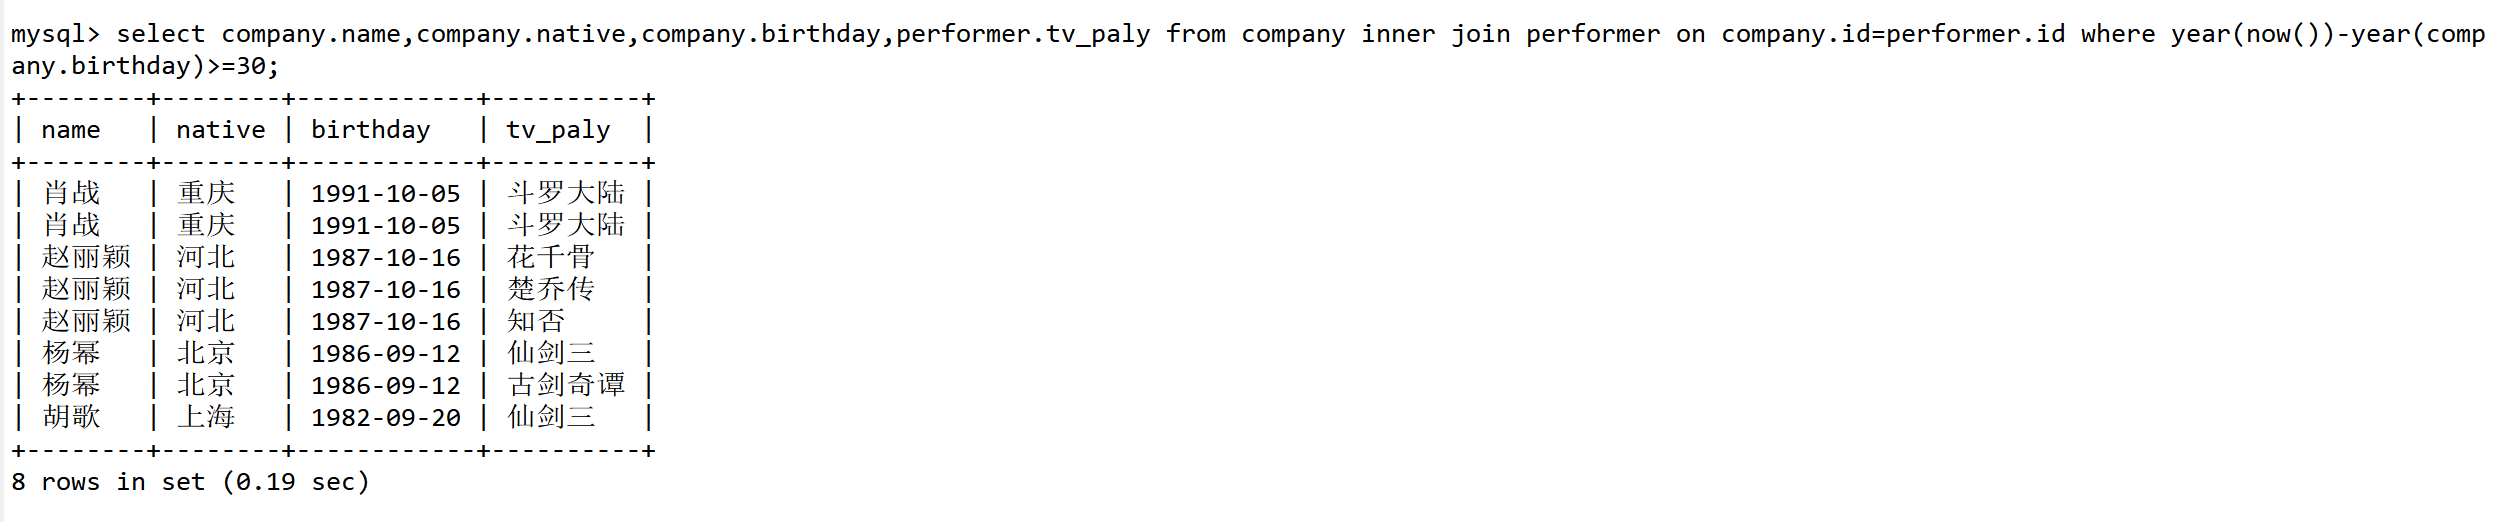 mysql> select company.name,company.native,company.birthday,performer.tv_paly from company inner join performer on company.id=performer.id where year(now())-year(comp
any.birthday)>=30;
+--------+--------+------------+----------+
| name   | native | birthday   | tv_paly  |
+--------+--------+------------+----------+
| 肖战   | 重庆   | 1991-10-05 | 斗罗大陆 |
| 肖战   | 重庆   | 1991-10-05 | 斗罗大陆 |
| 赵丽颖 | 河北   | 1987-10-16 | 花千骨   |
| 赵丽颖 | 河北   | 1987-10-16 | 楚乔传   |
| 赵丽颖 | 河北   | 1987-10-16 | 知否     |
| 杨幂   | 北京   | 1986-09-12 | 仙剑三   |
| 杨幂   | 北京   | 1986-09-12 | 古剑奇谭 |
| 胡歌   | 上海   | 1982-09-20 | 仙剑三   |
+--------+--------+------------+----------+
8 rows in set (0.19 sec)